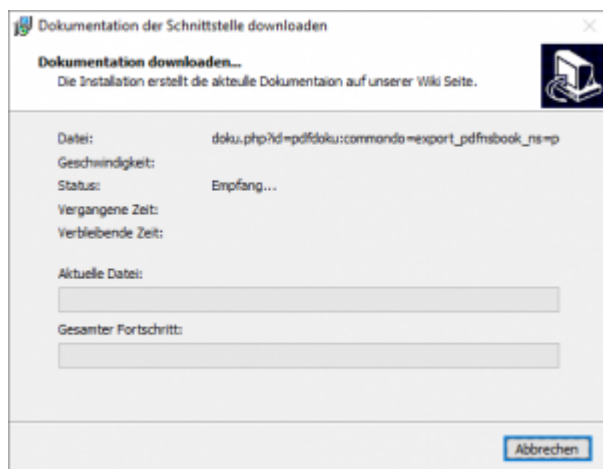 Dokumentation der Schnittstelle downloaden
Dokumentation downloaden...
Die Installation erstellt die akteulle Dokumentaion auf unserer Wiki Seite.
Datei: doku.php?id=pdfdoku:commondo=export_pdfnsbook_ns=p
Geschwindigkeit:
Status: Empfang...
Vergangene Zeit:
Verbleibende Zeit:
Aktuelle Datei:
Gesamter Fortschritt:
Abbrechen